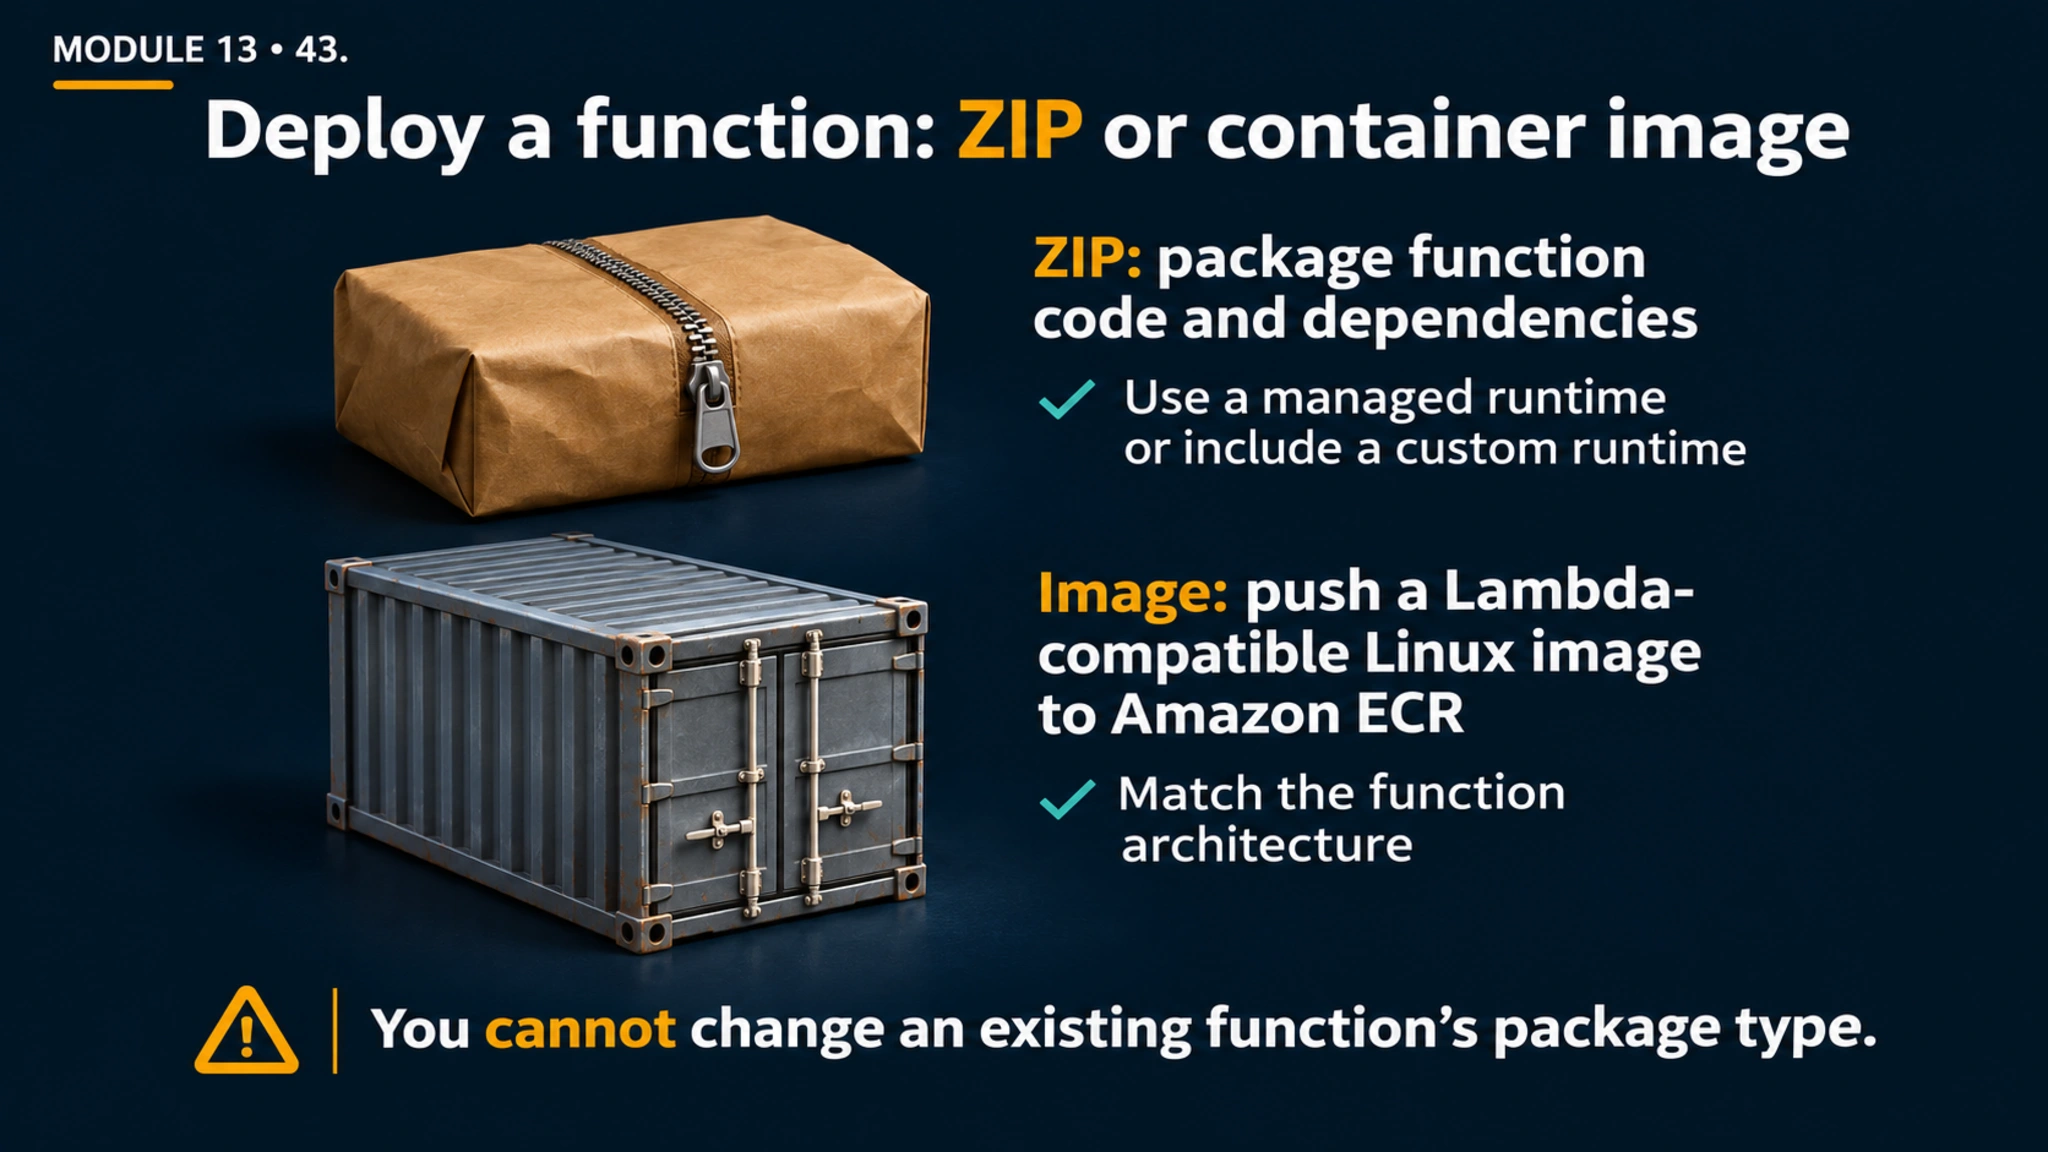 MODULE 13 • 43.
Deploy a function: ZIP or container image
ZIP: package function
code and dependencies
Use a managed runtime
or include a custom runtime
Image: push a Lambda-
compatible Linux image
to Amazon ECR
Match the function
architecture
You cannot change an existing function’s package type.